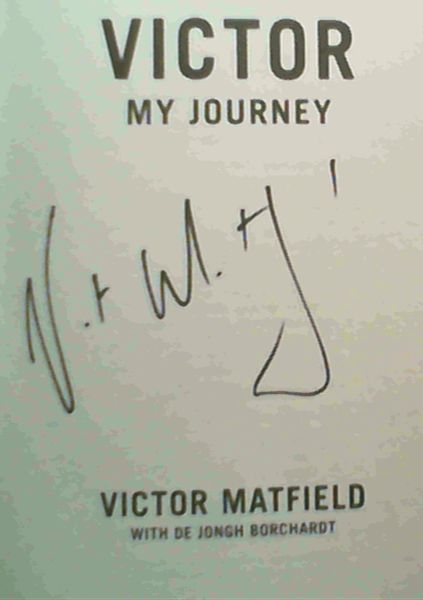 VICTOR
MY JOURNEY
VICTOR MATFIELD
WITH DE JONGH BORCHARDT